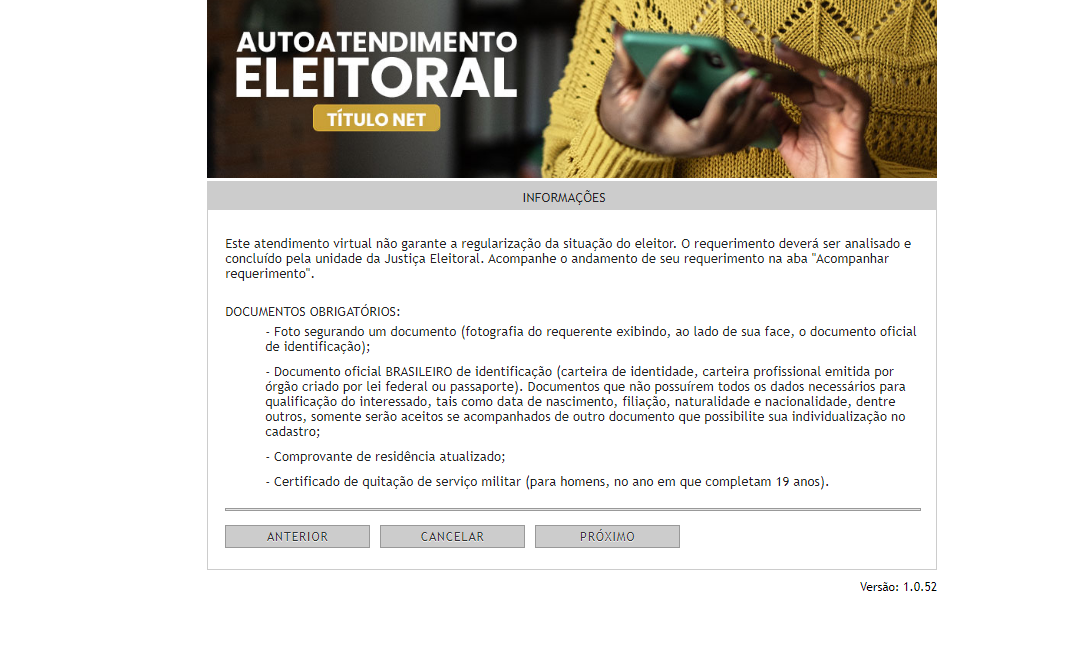 AUTOATENDIMENTO
ELEITORAL
TÍTULO NET
INFORMAÇÕES
Este atendimento virtual não garante a regularização da situação do eleitor. O requerimento deverá ser analisado e
concluído pela unidade da Justiça Eleitoral. Acompanhe o andamento de seu requerimento na aba "Acompanhar
requerimento".
DOCUMENTOS OBRIGATÓRIOS:
- Foto segurando um documento (fotografia do requerente exibindo, ao lado de sua face, o documento oficial
de identificação);
- Documento oficial BRASILEIRO de identificação (carteira de identidade, carteira profissional emitida por
órgão criado por lei federal ou passaporte). Documentos que não possuírem todos os dados necessários para
qualificação do interessado, tais como data de nascimento, filiação, naturalidade e nacionalidade, dentre
outros, somente serão aceitos se acompanhados de outro documento que possibilite sua individualização no
cadastro;
- Comprovante de residência atualizado;
- Certificado de quitação de serviço militar (para homens, no ano em que completam 19 anos).
ANTERIOR CANCELAR PRÓXIMO
Versão: 1.0.52